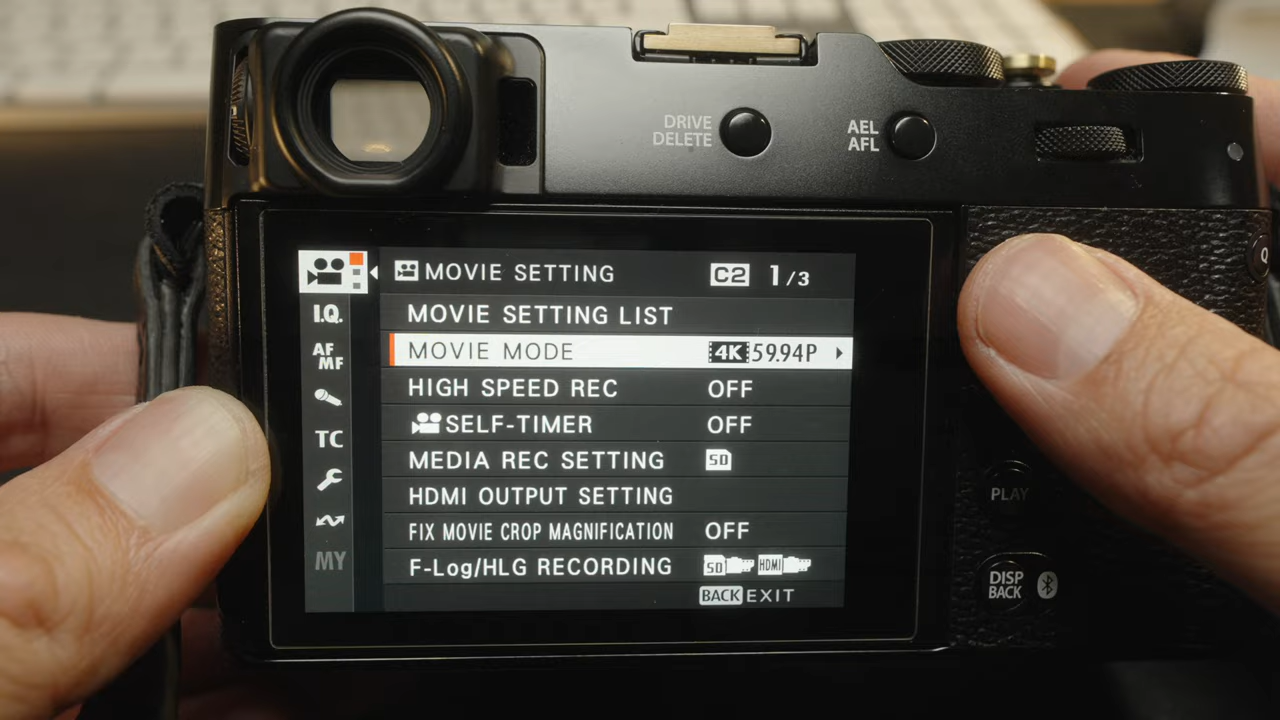 DRIVE
DELETE
AEL
AFL
Q
MOVIE SETTING C2 1/3
MOVIE SETTING LIST
I.Q.
MOVIE MODE 4K 59.94P
AF
MF
HIGH SPEED REC OFF
SELF-TIMER OFF
TC
MEDIA REC SETTING SD
HDMI OUTPUT SETTING
PLAY
FIX MOVIE CROP MAGNIFICATION OFF
MY
F-Log/HLG RECORDING SD HDMI
BACK EXIT
DISP
BACK